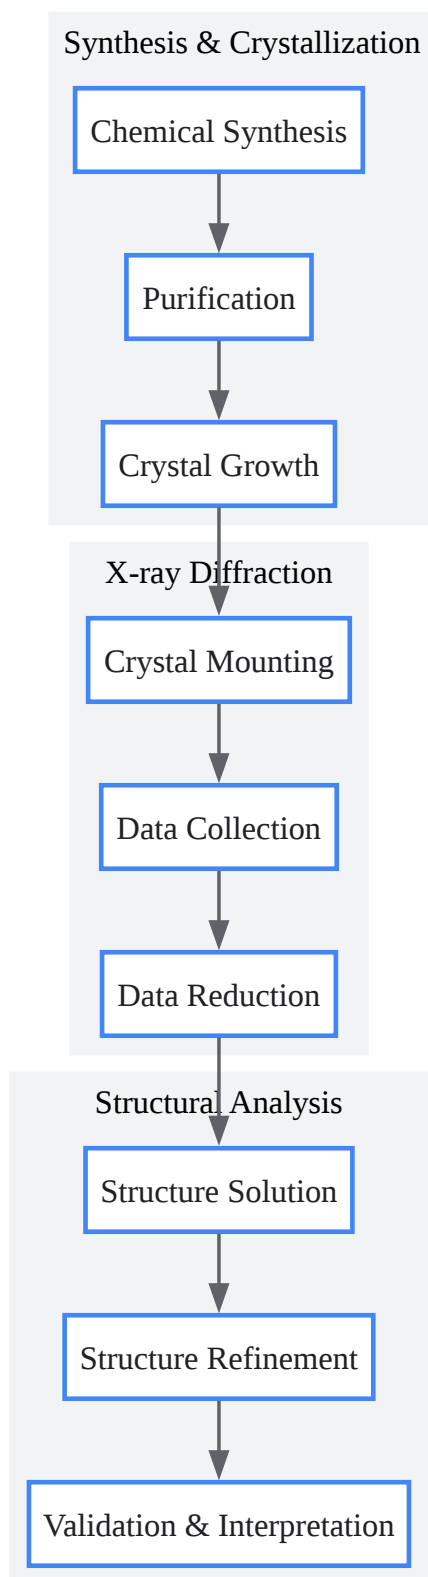 Synthesis & Crystallization
Chemical Synthesis
Purification
Crystal Growth
X-ray Diffraction
Crystal Mounting
Data Collection
Data Reduction
Structural Analysis
Structure Solution
Structure Refinement
Validation & Interpretation